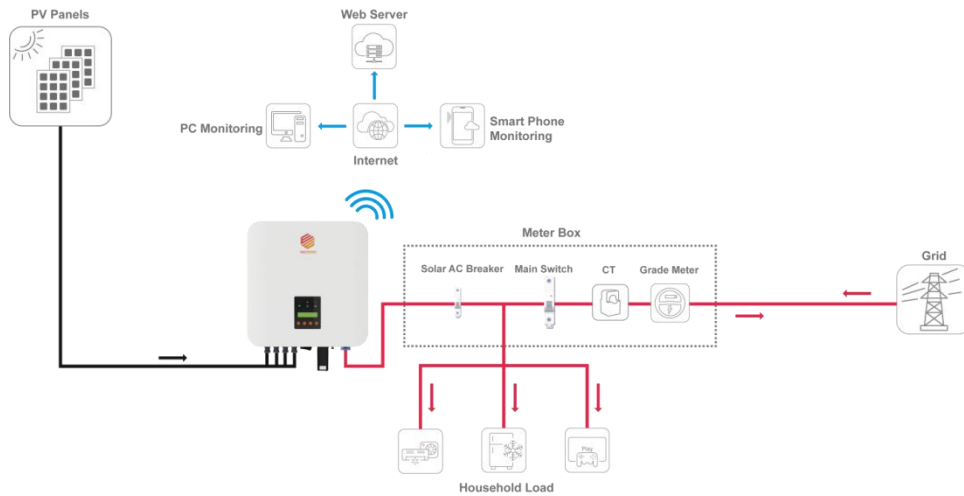 PV Panels
Web Server
PC Monitoring
Smart Phone
Monitoring
Internet
Meter Box
Solar AC Breaker
Main Switch
CT
Grade Meter
Grid
Play
Household Load